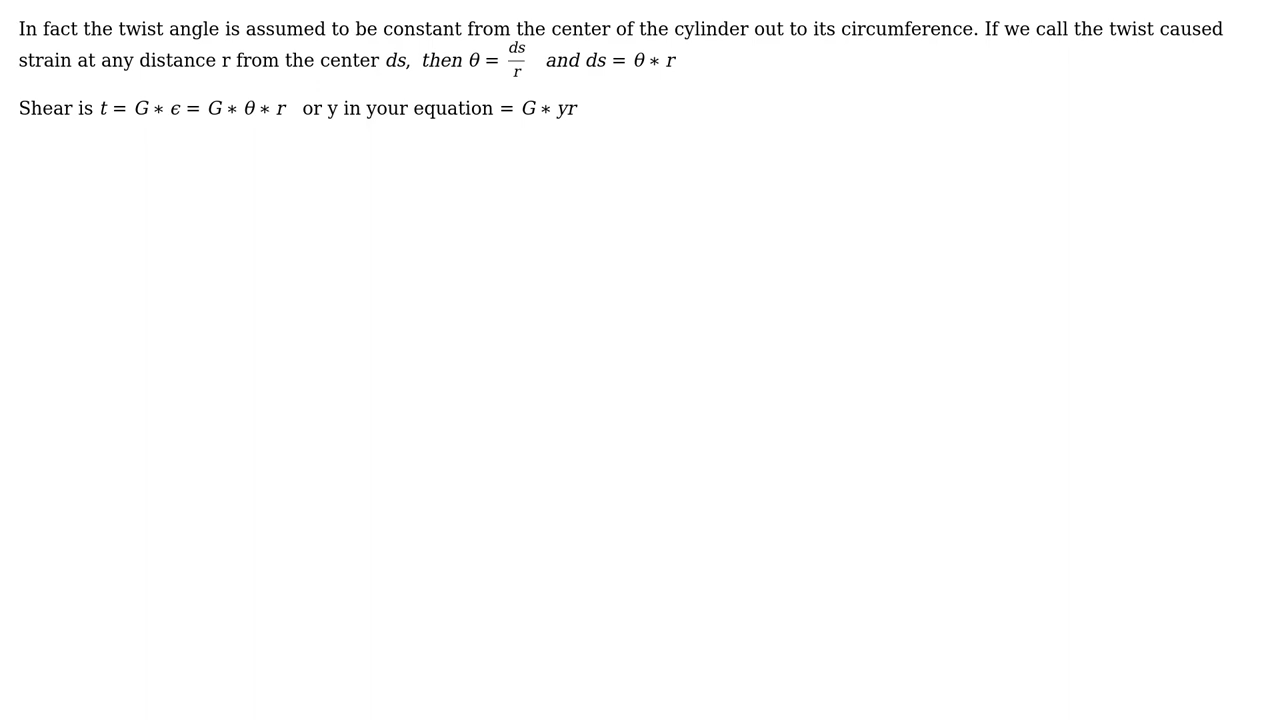 In fact the twist angle is assumed to be constant from the center of the cylinder out to its circumference. If we call the twist caused
strain at any distance r from the center ds, then θ = ds/r and ds = θ ∗ r
Shear is t = G ∗ ϵ = G ∗ θ ∗ r or y in your equation = G ∗ yr